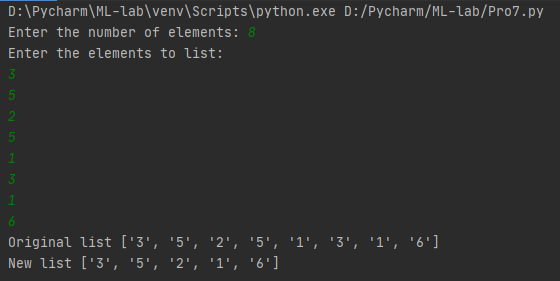 D:\Pycharm\ML-lab\venv\Scripts\python.exe D:/Pycharm/ML-lab/Pro7.py
Enter the number of elements: 8
Enter the elements to list:
3
5
2
5
1
3
1
6
Original list ['3', '5', '2', '5', '1', '3', '1', '6']
New list ['3', '5', '2', '1', '6']